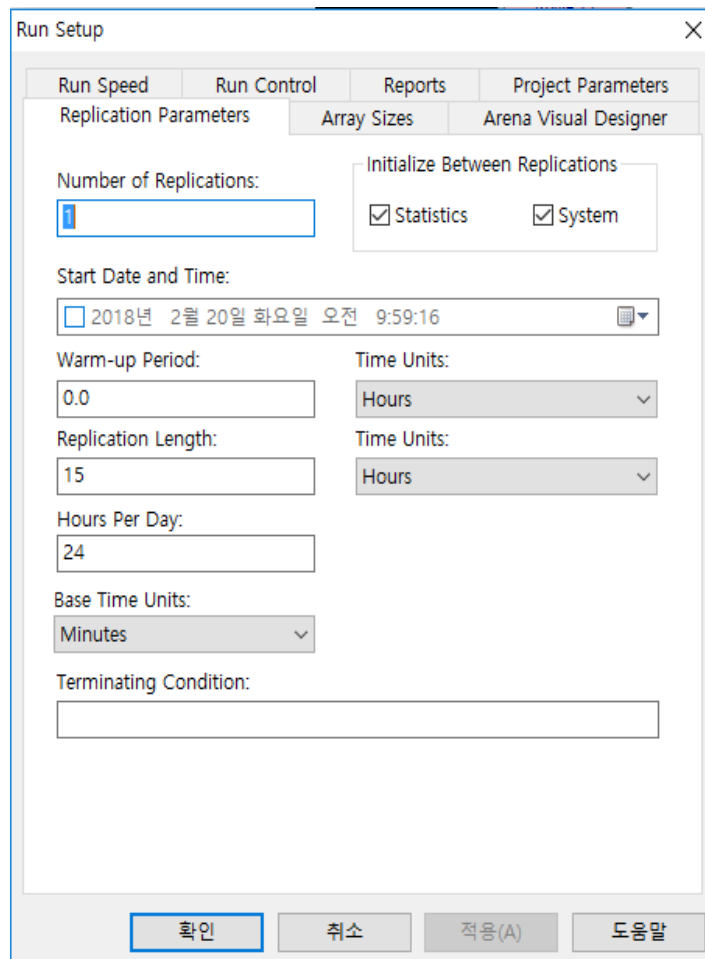 Run Setup
Run Speed Run Control Reports Project Parameters
Replication Parameters Array Sizes Arena Visual Designer
Number of Replications:
1
Initialize Between Replications
Statistics System
Start Date and Time:
2018년 2월 20일 화요일 오전 9:59:16
Warm-up Period: Time Units:
0.0 Hours
Replication Length: Time Units:
15 Hours
Hours Per Day:
24
Base Time Units:
Minutes
Terminating Condition:
확인 취소 적용(A) 도움말